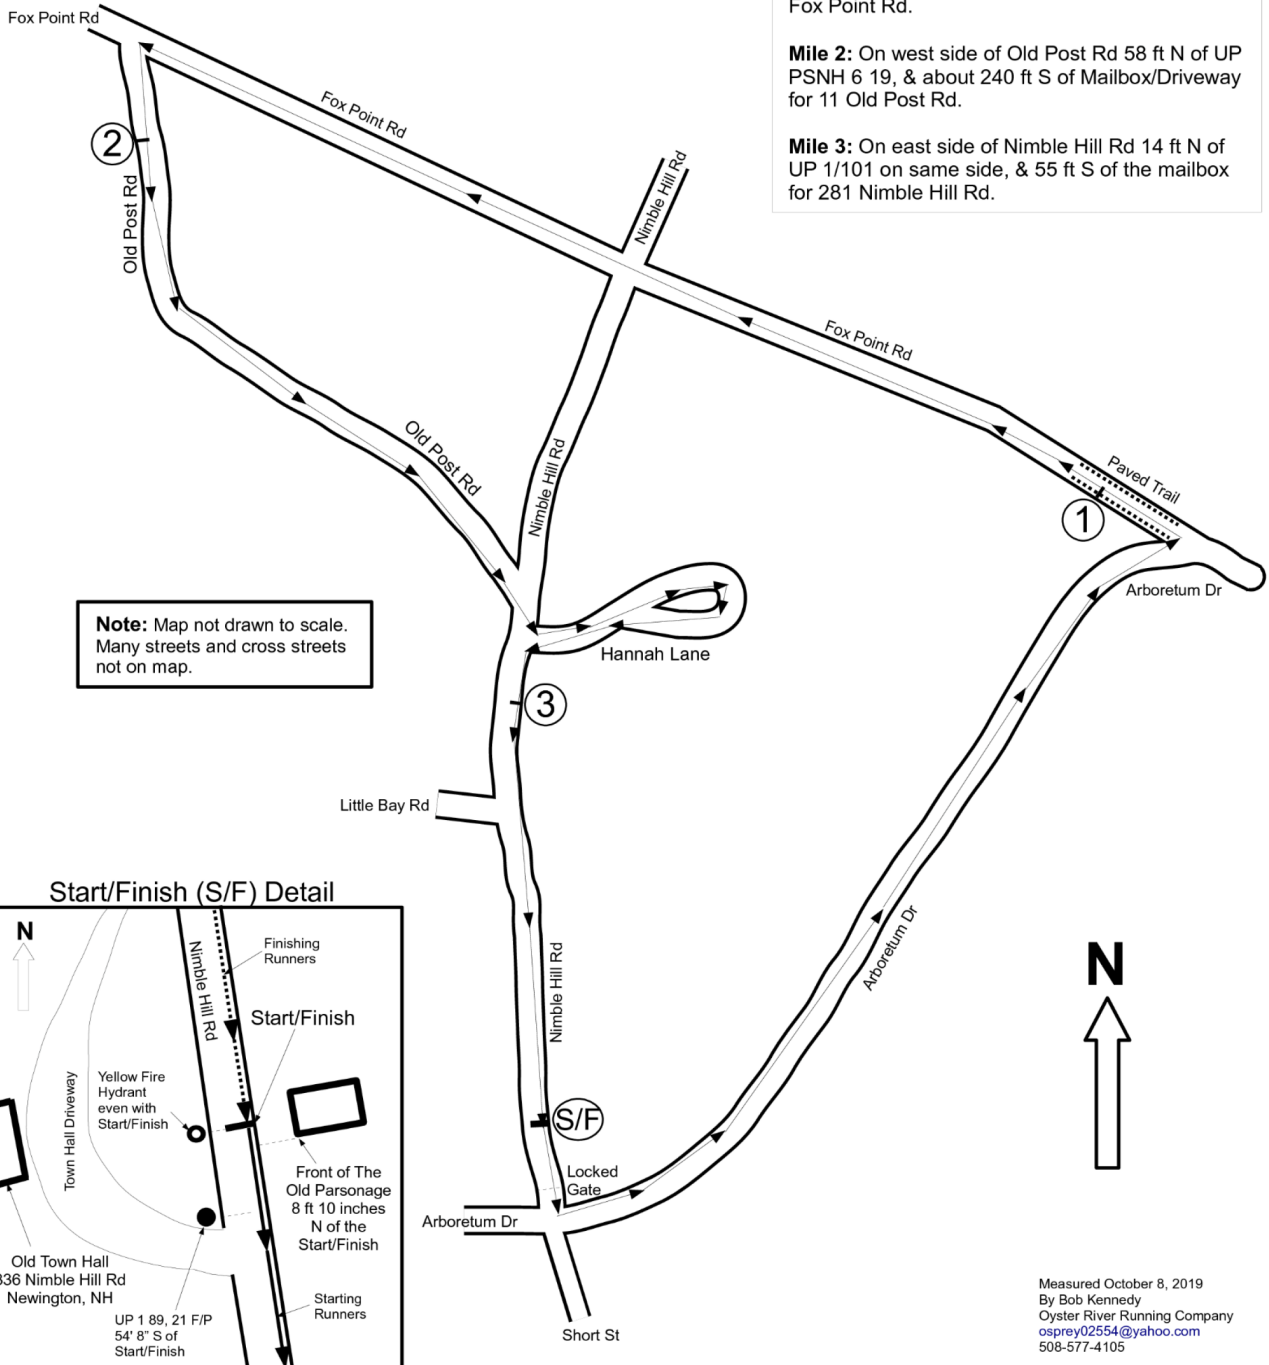 Fox Point Rd.
Mile 2: On west side of Old Post Rd 58 ft N of UP
PSNH 6 19, & about 240 ft S of Mailbox/Driveway
for 11 Old Post Rd.
Mile 3: On east side of Nimble Hill Rd 14 ft N of
UP 1/101 on same side, & 55 ft S of the mailbox
for 281 Nimble Hill Rd.
Fox Point Rd
Fox Point Rd
2
Old Post Rd
Nimble Hill Rd
Fox Point Rd
Old Post Rd
Nimble Hill Rd
Paved Trail
1
Arboretum Dr
Note: Map not drawn to scale.
Many streets and cross streets
not on map.
Hannah Lane
3
Little Bay Rd
Nimble Hill Rd
Arboretum Dr
N
S/F
Locked
Gate
Arboretum Dr
Short St
Start/Finish (S/F) Detail
N
Nimble Hill Rd
Finishing
Runners
Start/Finish
Yellow Fire
Hydrant
even with
Start/Finish
Town Hall Driveway
Front of The
Old Parsonage
8 ft 10 inches
N of the
Start/Finish
Old Town Hall
336 Nimble Hill Rd
Newington, NH
UP 1 89, 21 F/P
54' 8" S of
Start/Finish
Starting
Runners
Measured October 8, 2019
By Bob Kennedy
Oyster River Running Company
osprey02554@yahoo.com
508-577-4105